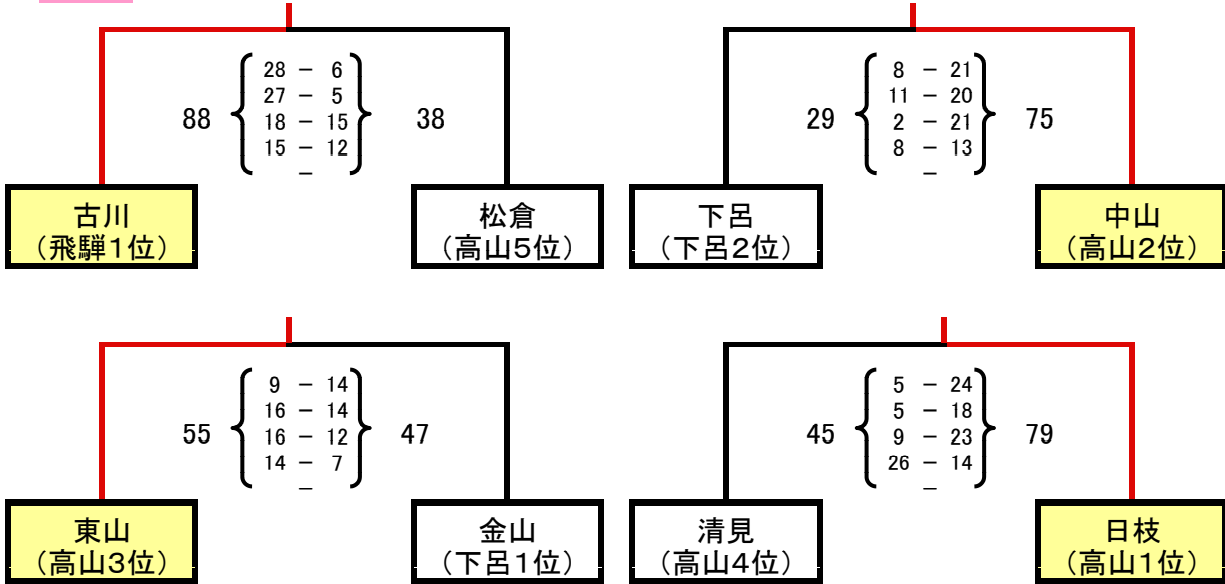 88
28 － 6
27 － 5
18 － 15
15 － 12
－
38
古川
（飛騨１位）
松倉
（高山５位）
29
8 － 21
11 － 20
2 － 21
8 － 13
－
75
下呂
（下呂２位）
中山
（高山２位）
55
9 － 14
16 － 14
16 － 12
14 － 7
－
47
東山
（高山３位）
金山
（下呂１位）
45
5 － 24
5 － 18
9 － 23
26 － 14
－
79
清見
（高山４位）
日枝
（高山１位）